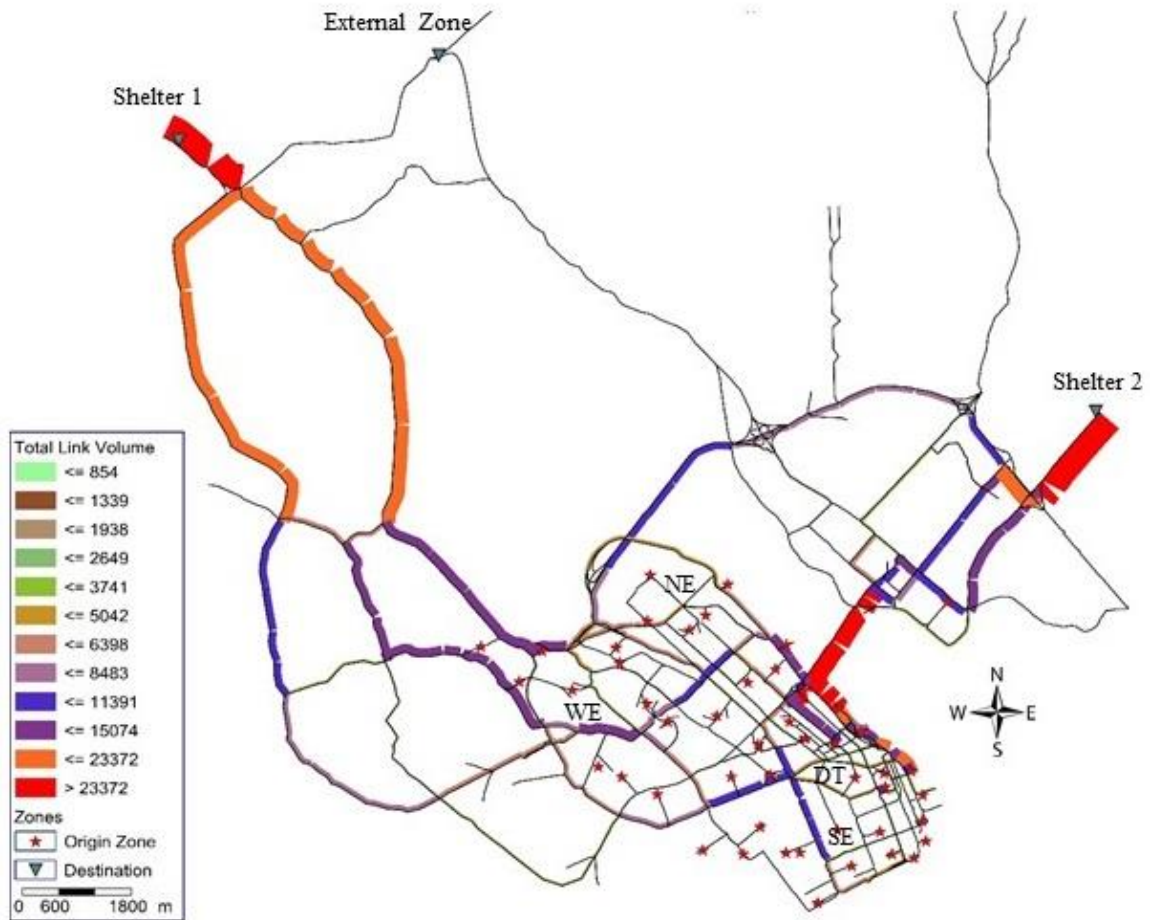 External Zone
Shelter 1
Shelter 2
NE
WE
DT
SE
N
W E
S
Total Link Volume
<= 854
<= 1339
<= 1938
<= 2649
<= 3741
<= 5042
<= 6398
<= 8483
<= 11391
<= 15074
<= 23372
> 23372
Zones
Origin Zone
Destination
0 600 1800 m